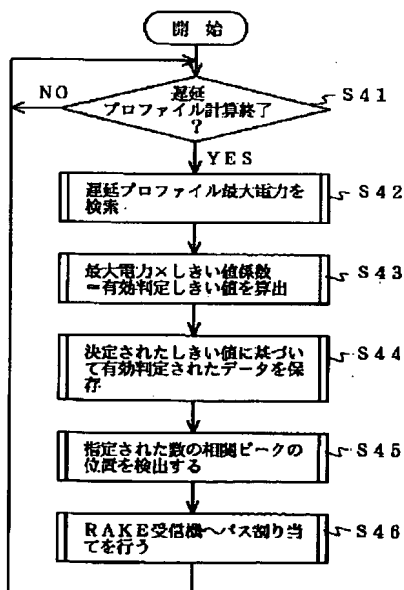 開始
遅延
プロファイル計算終了
?
S41
NO
YES
遅延プロファイル最大電力を
検索
S42
最大電力×しきい値係数
=有効判定しきい値を算出
S43
決定されたしきい値に基づい
て有効判定されたデータを保
存
S44
指定された数の相関ピークの
位置を検出する
S45
RAKE受信機へパス割り当
てを行う
S46